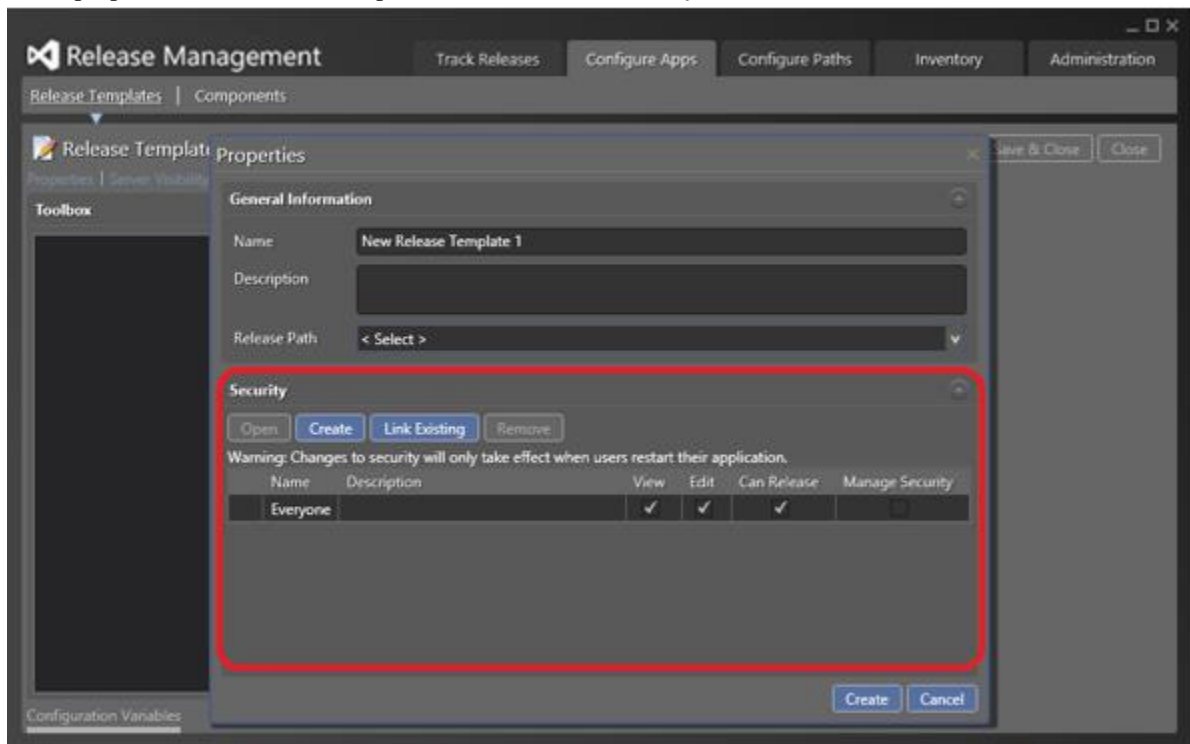 Release Management
Track Releases
Configure Apps
Configure Paths
Inventory
Administration
Release Templates | Components
Release Templat
Properties
Save & Close
Close
Properties | Server Visibility
Toolbox
General Information
Name
New Release Template 1
Description
Release Path
< Select >
Security
Open
Create
Link Existing
Remove
Warning: Changes to security will only take effect when users restart their application.
Name Description View Edit Can Release Manage Security
Everyone
Create
Cancel
Configuration Variables